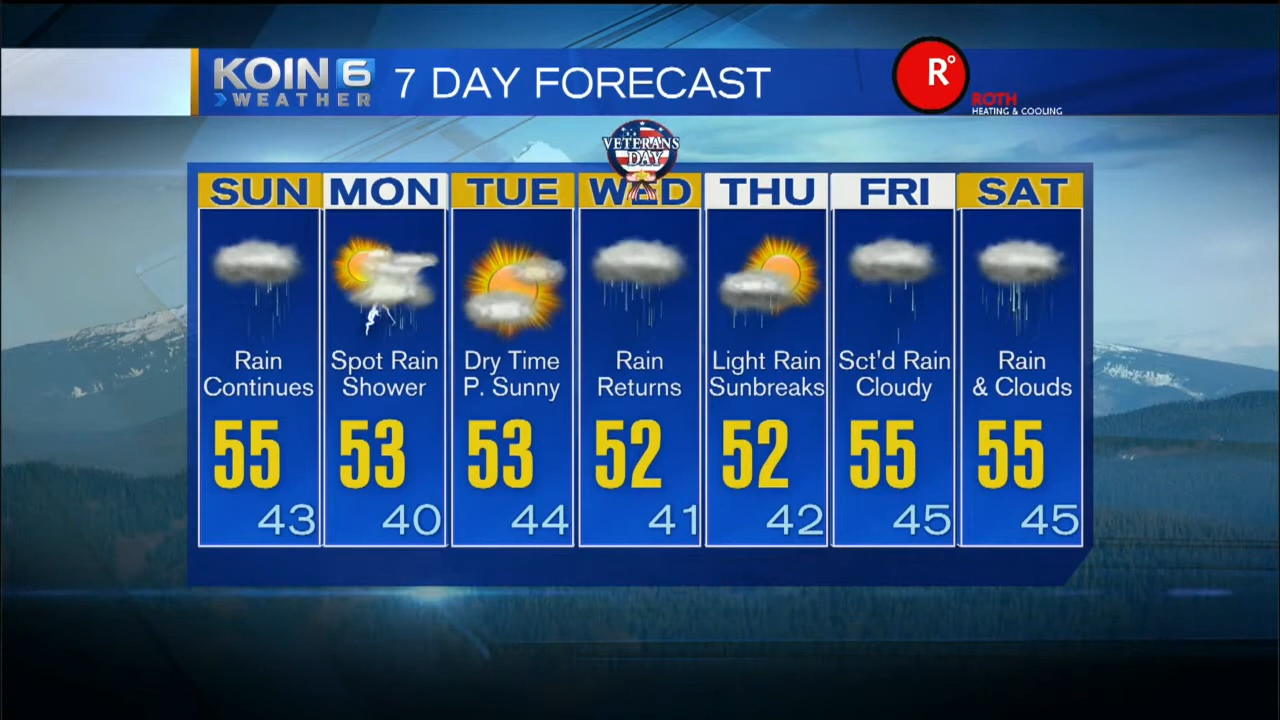 KOIN 6
WEATHER
7 DAY FORECAST
R°
ROTH
HEATING & COOLING
VETERANS
DAY
SUN MON TUE WED THU FRI SAT
Rain Spot Rain Dry Time Rain Light Rain Sct'd Rain Rain
Continues Shower P. Sunny Returns Sunbreaks Cloudy & Clouds
55 53 53 52 52 55 55
43 40 44 41 42 45 45